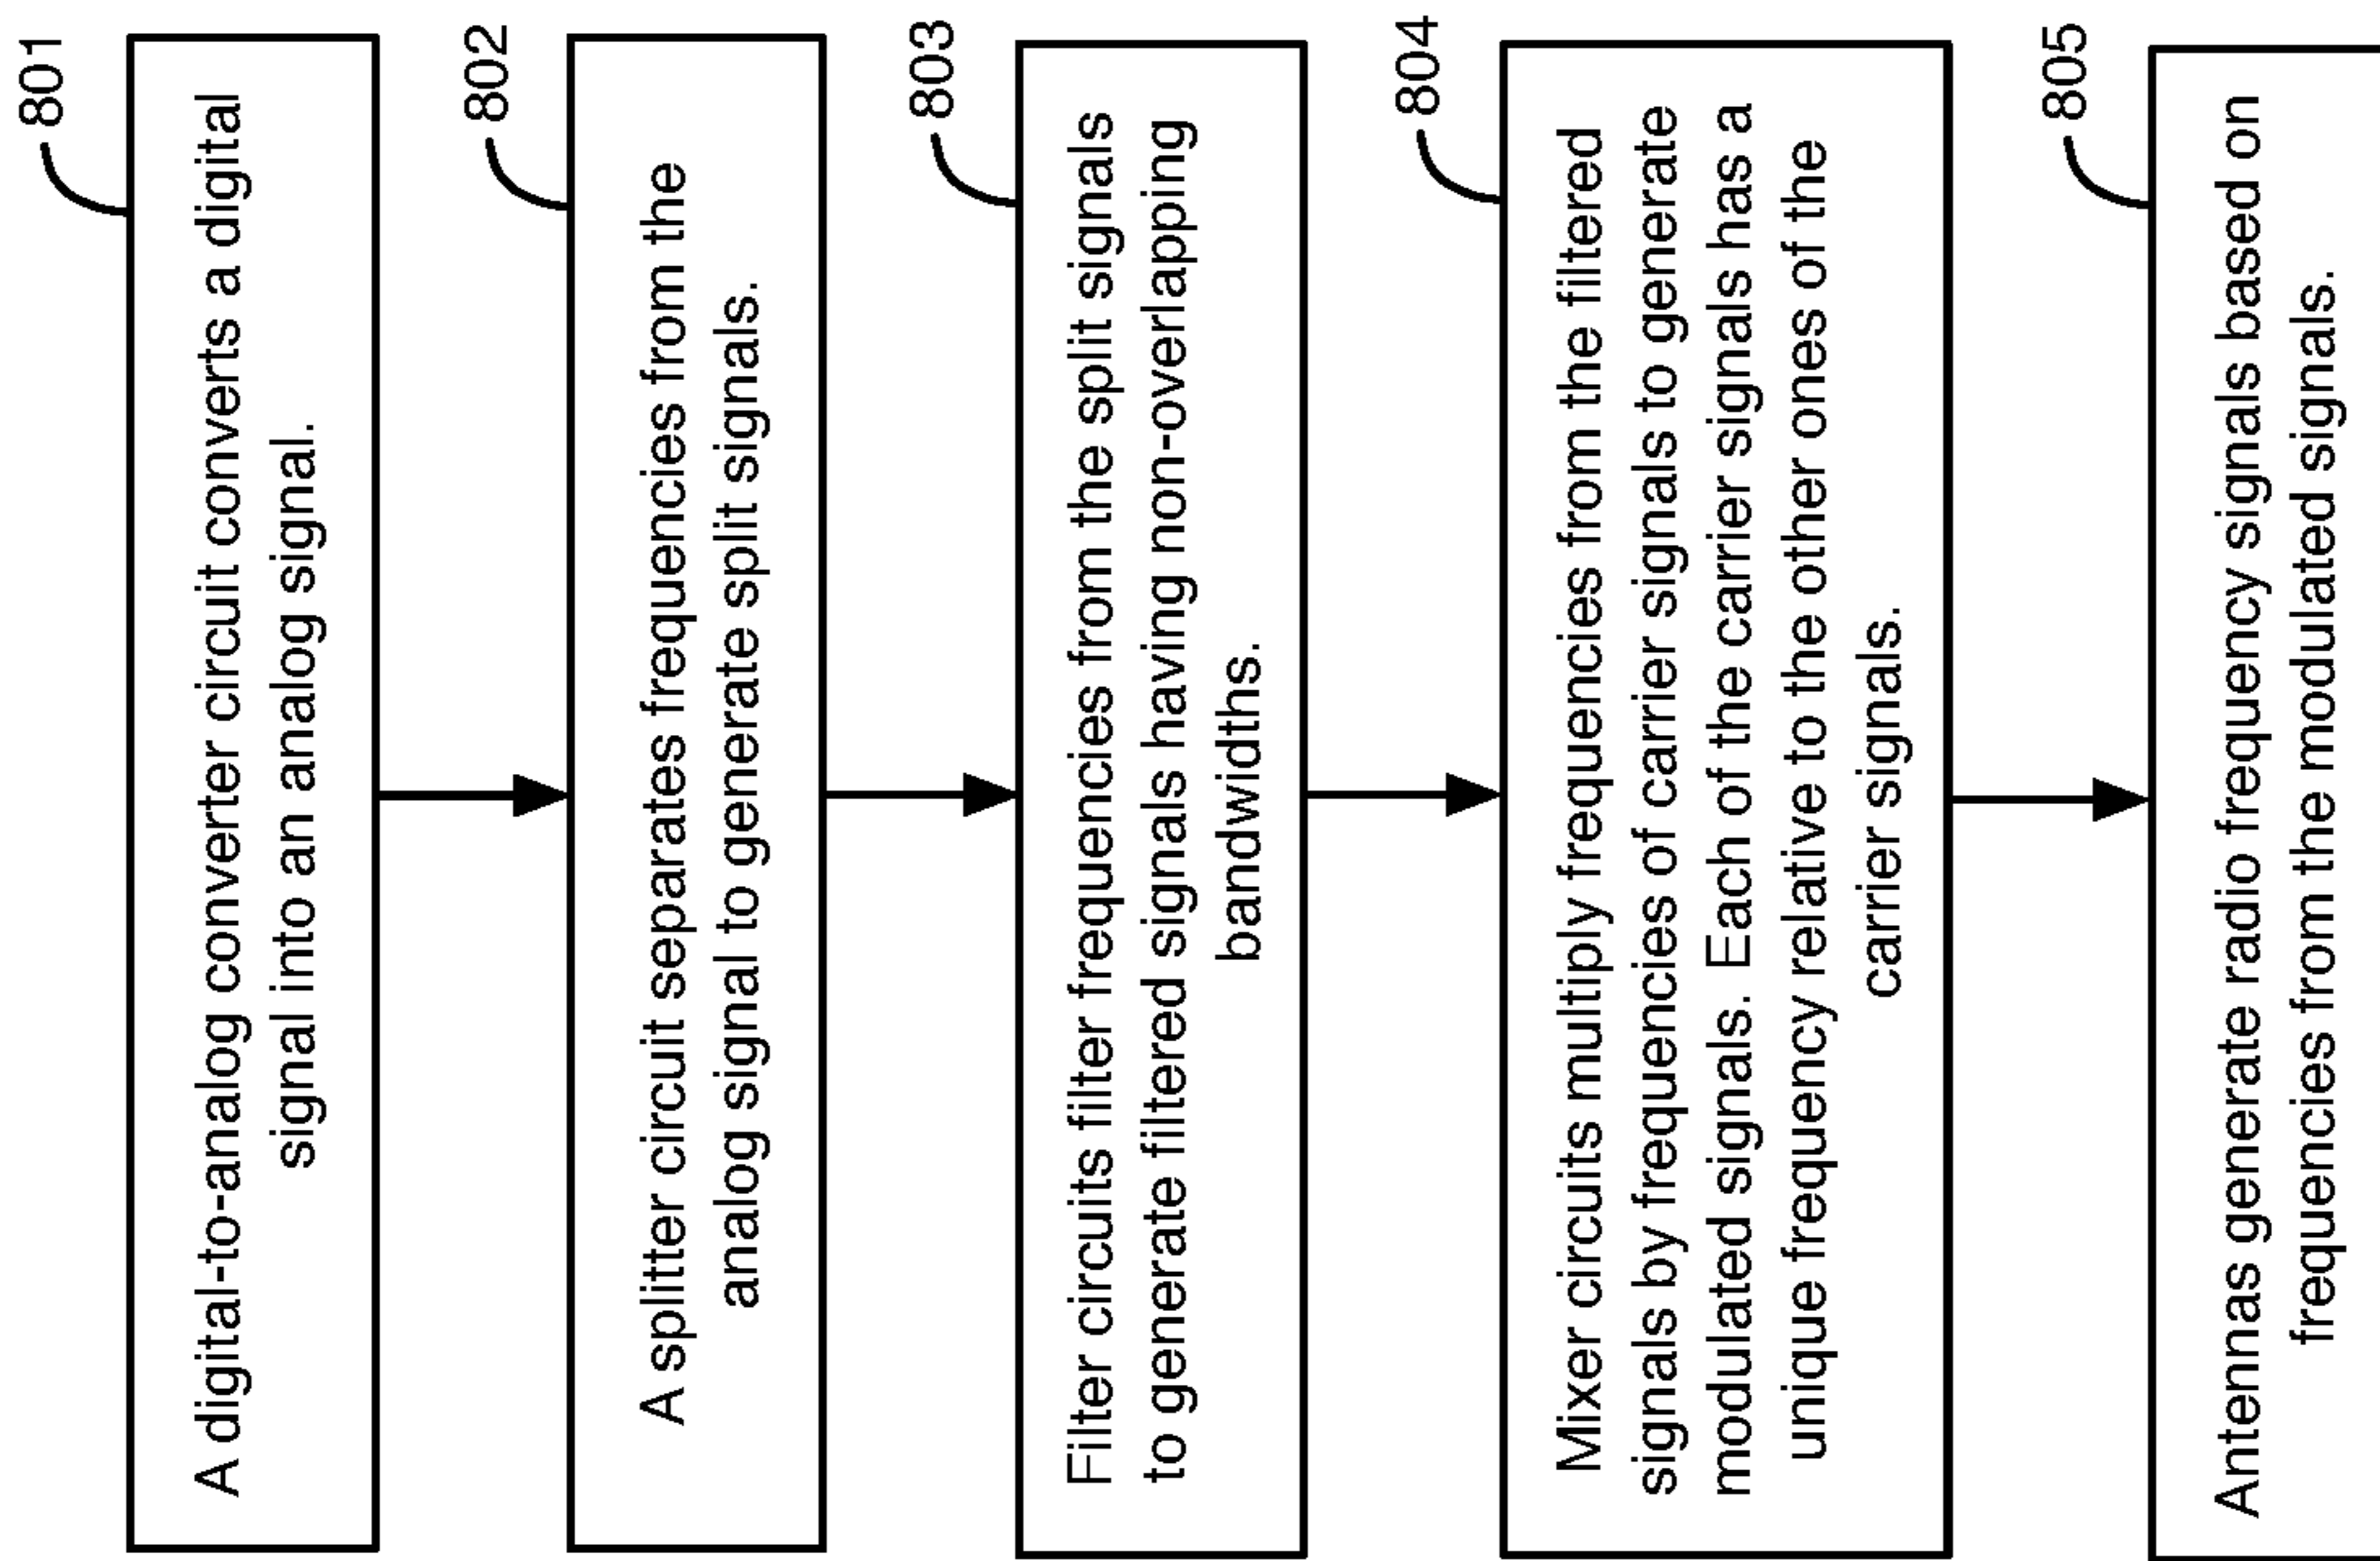 801
A digital-to-analog converter circuit converts a digital
signal into an analog signal.
802
A splitter circuit separates frequencies from the
analog signal to generate split signals.
803
Filter circuits filter frequencies from the split signals
to generate filtered signals having non-overlapping
bandwidths.
804
Mixer circuits multiply frequencies from the filtered
signals by frequencies of carrier signals to generate
modulated signals. Each of the carrier signals has a
unique frequency relative to the other ones of the
carrier signals.
805
Antennas generate radio frequency signals based on
frequencies from the modulated signals.